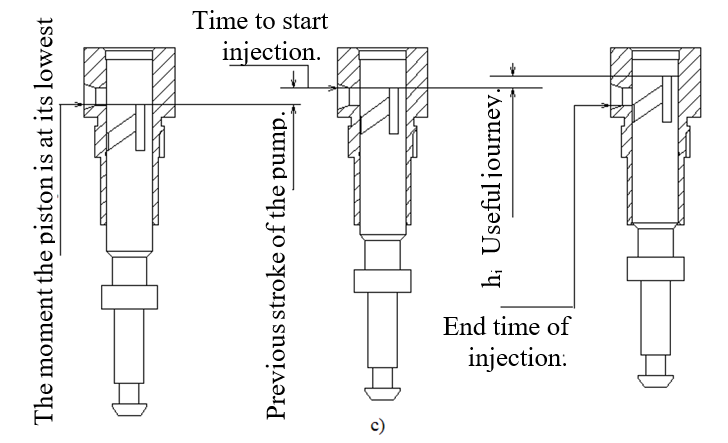 The moment the piston is at its lowest
Time to start
injection.
Previous stroke of the pump.
hi Useful journey.
End time of
injection.
c)